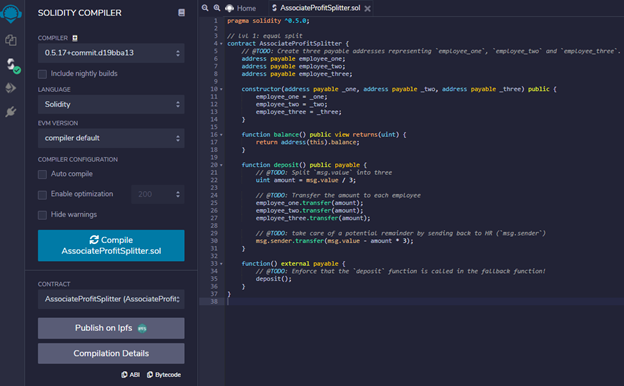 SOLIDITY COMPILER
COMPILER
0.5.17+commit.d19bba13
Include nightly builds
LANGUAGE
Solidity
EVM VERSION
compiler default
COMPILER CONFIGURATION
Auto compile
Enable optimization 200
Hide warnings
Compile
AssociateProfitSplitter.sol
CONTRACT
AssociateProfitSplitter (AssociateProfit
Publish on Ipfs
Compilation Details
ABI Bytecode
Home AssociateProfitSplitter.sol
1 pragma solidity ^0.5.0;
2
3 // lvl 1: equal split
4 contract AssociateProfitSplitter {
5 // @TODO: Create three payable addresses representing `employee_one`, `employee_two` and `employee_three`.
6 address payable employee_one;
7 address payable employee_two;
8 address payable employee_three;
9
10 constructor(address payable _one, address payable _two, address payable _three) public {
11 employee_one = _one;
12 employee_two = _two;
13 employee_three = _three;
14 }
15
16 function balance() public view returns(uint) {
17 return address(this).balance;
18 }
19
20 function deposit() public payable {
21 // @TODO: Split `msg.value` into three
22 uint amount = msg.value / 3;
23
24 // @TODO: Transfer the amount to each employee
25 employee_one.transfer(amount);
26 employee_two.transfer(amount);
27 employee_three.transfer(amount);
28
29 // @TODO: take care of a potential remainder by sending back to HR (`msg.sender`)
30 msg.sender.transfer(msg.value - amount * 3);
31 }
32
33 function() external payable {
34 // @TODO: Enforce that the `deposit` function is called in the fallback function!
35 deposit();
36 }
37 }
38